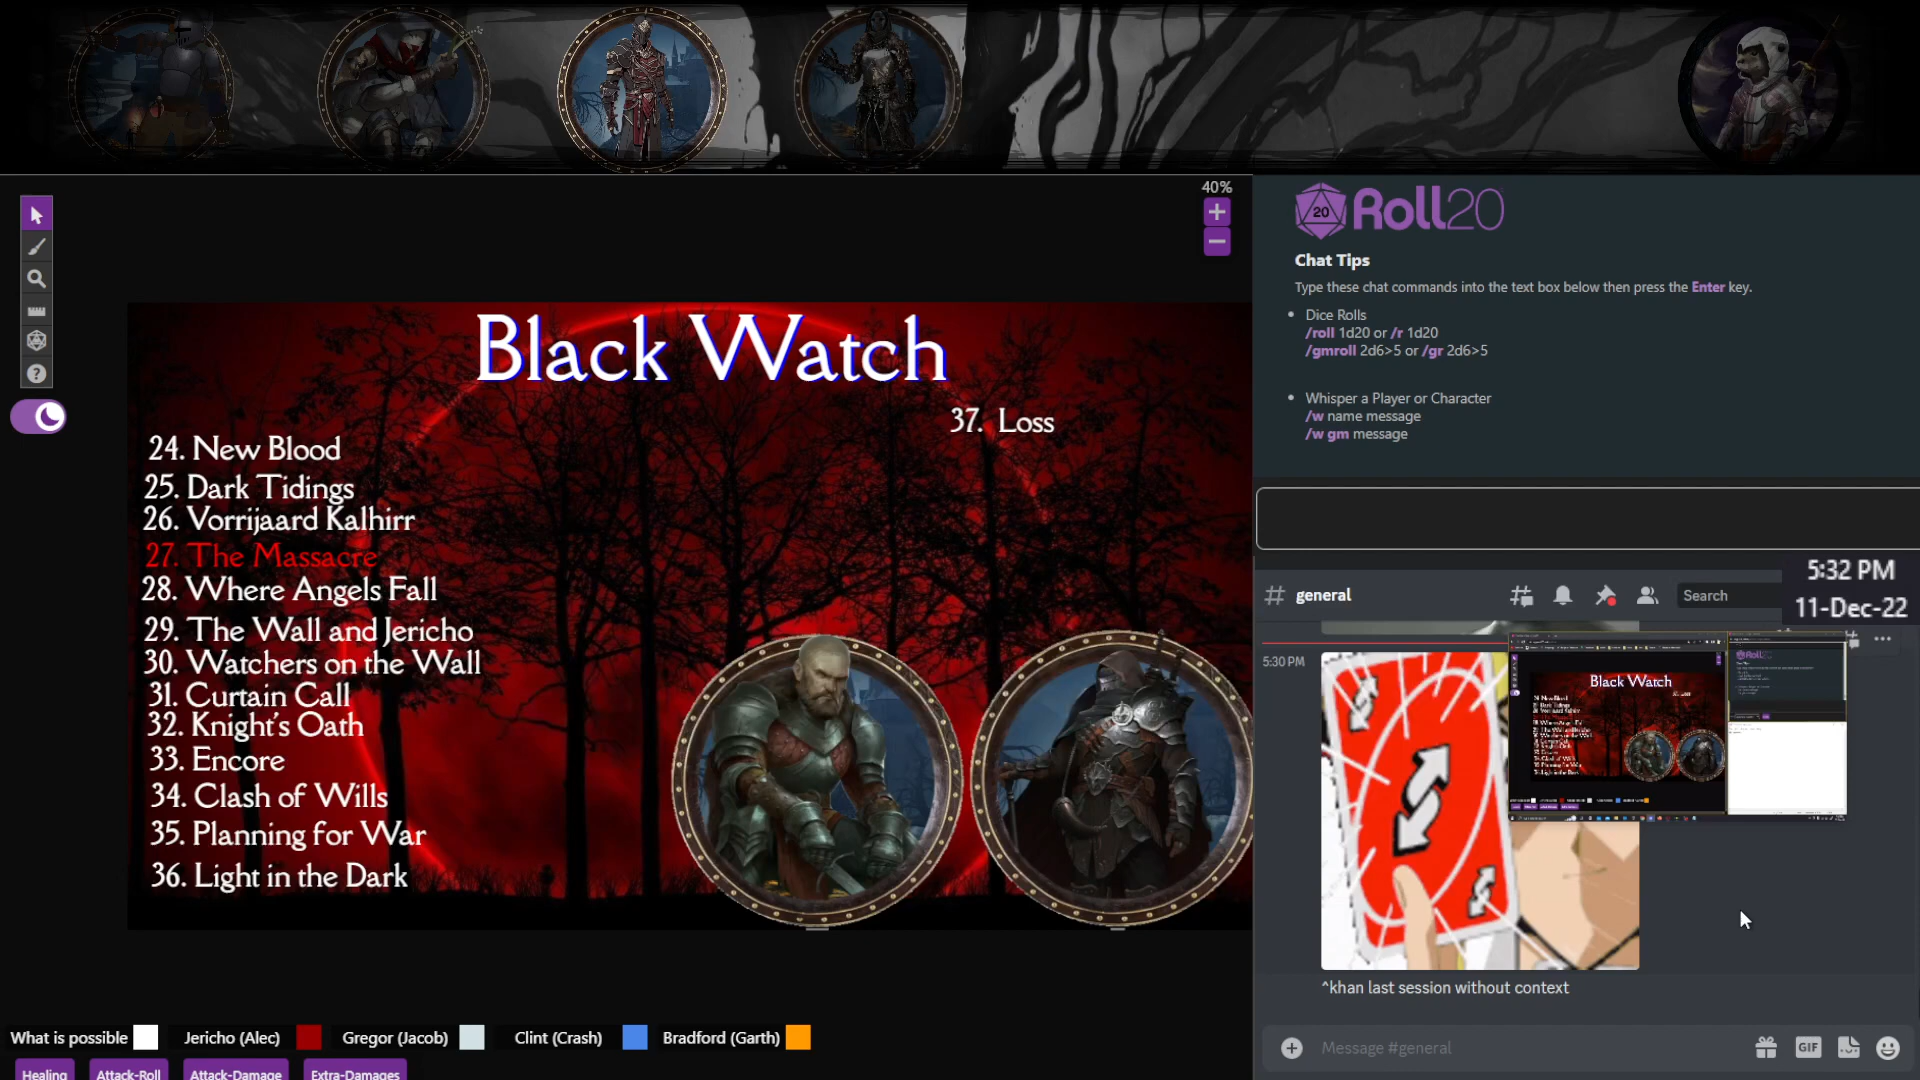 40%
20
Roll20
Chat Tips
Type these chat commands into the text box below then press the Enter key.
Dice Rolls
/roll 1d20 or /r 1d20
/gmroll 2d6>5 or /gr 2d6>5
Whisper a Player or Character
/w name message
/w gm message
Black Watch
37. Loss
24. New Blood
25. Dark Tidings
26. Vorrijaard Kalhirr
27. The Massacre
28. Where Angels Fall
29. The Wall and Jericho
30. Watchers on the Wall
31. Curtain Call
32. Knight's Oath
33. Encore
34. Clash of Wills
35. Planning for War
36. Light in the Dark
5:32 PM
11-Dec-22
general
Search
5:30 PM
Black Watch
^khan last session without context
Message #general
GIF
What is possible
Jericho (Alec)
Gregor (Jacob)
Clint (Crash)
Bradford (Garth)
Healing
Attack-Roll
Attack-Damage
Extra-Damages